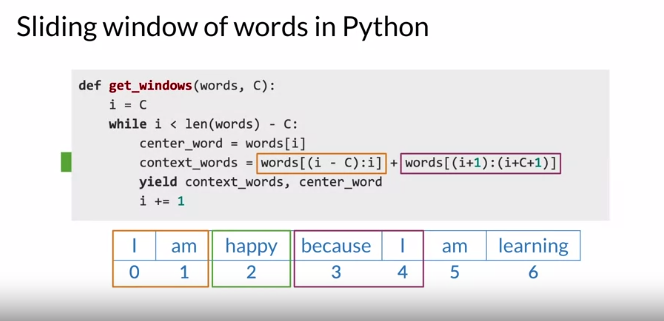 Sliding window of words in Python
def get_windows(words, C):
    i = C
    while i < len(words) - C:
        center_word = words[i]
        context_words = words[(i - C):i] + words[(i+1):(i+C+1)]
        yield context_words, center_word
        i += 1
I am happy because I am learning
0 1 2 3 4 5 6